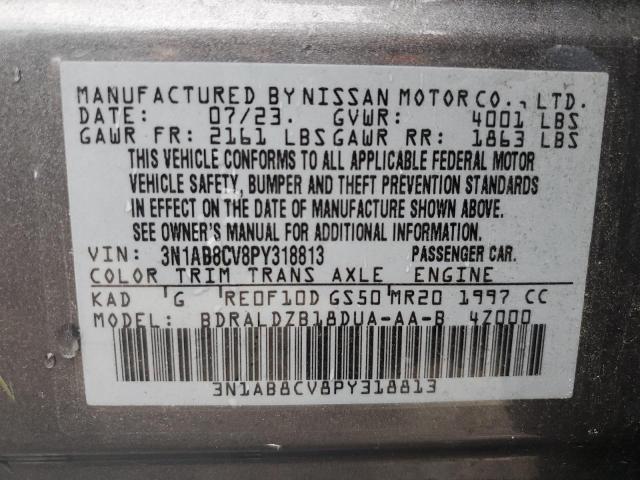 MANUFACTURED BY NISSAN MOTOR CO., LTD.
DATE: 07/23. GVWR: 4001 LBS
GAWR FR: 2161 LBS GAWR RR: 1863 LBS
THIS VEHICLE CONFORMS TO ALL APPLICABLE FEDERAL MOTOR
VEHICLE SAFETY, BUMPER AND THEFT PREVENTION STANDARDS
IN EFFECT ON THE DATE OF MANUFACTURE SHOWN ABOVE.
SEE OWNER'S MANUAL FOR ADDITIONAL INFORMATION.
VIN: 3N1AB8CV8PY318813 PASSENGER CAR.
COLOR TRIM TRANS AXLE ENGINE
KAD G RE0F10D GS50 MR20 1997 CC
MODEL: BDRALDZB18DUA-AA-B 4Z000
3N1AB8CV8PY318813